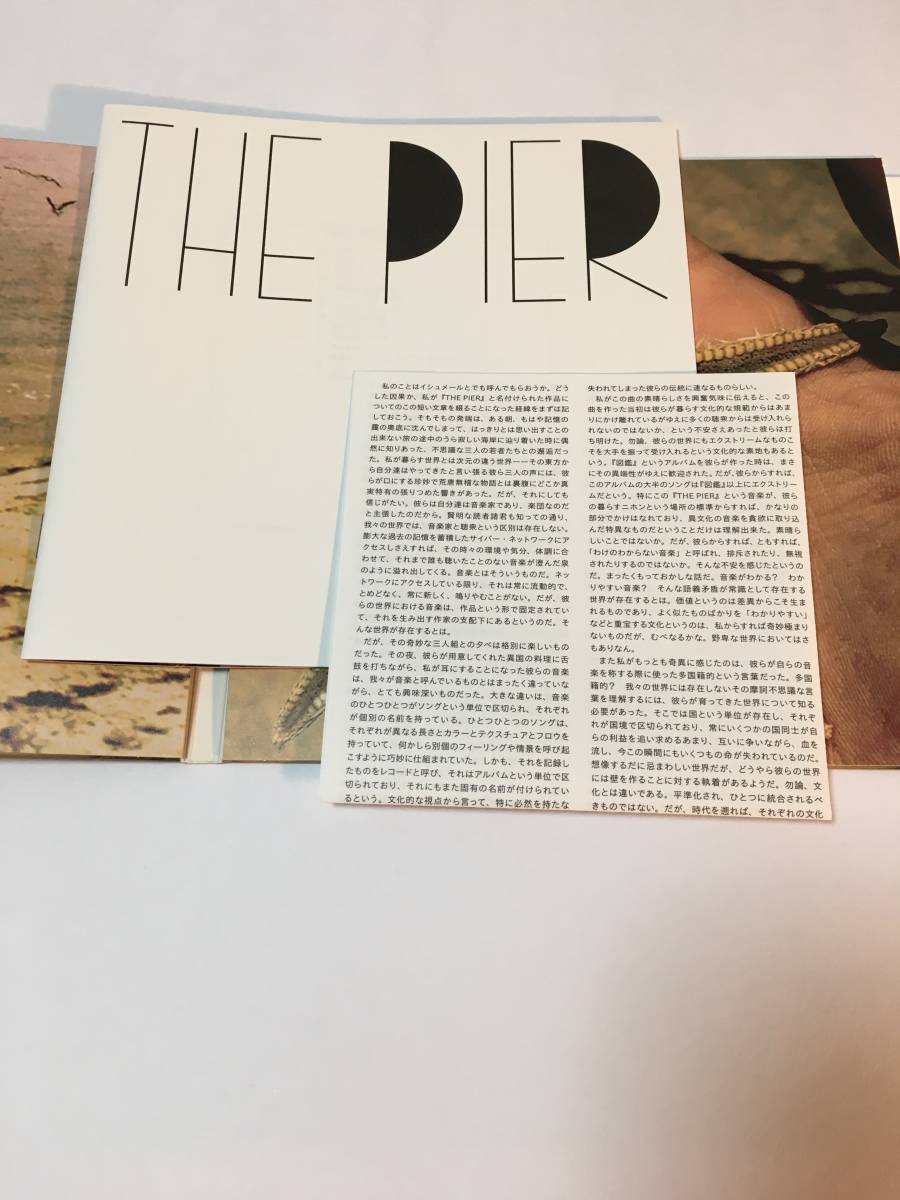 THE PIER
私のことはイシュメールとでも呼んでもらおうか。どう
した因果か、私が『THE PIER』と名付けられた作品に
ついてのこの短い文章を綴ることになった経緯をまずは記
しておこう。そもそもの発端は、ある朝、もはや記憶の
靄の奥底に沈んでしまって、はっきりとは思い出すことの
出来ない旅の途中のうら寂しい海岸に辿り着いた時に偶
然に知りあった、不思議な三人の若者たちとの邂逅だっ
た。私が暮らす世界とは次元の違う世界――その東方か
ら自分達はやってきたと言い張る彼ら三人の声には、彼
らが口にする珍妙で荒唐無稽な物語とは裏腹にどこか真
実特有の張りつめた響きがあった。だが、それにしても
信じがたい。彼らは自分達は音楽家であり、楽団なのだ
と主張したのだから。賢明な読者諸君も知っての通り、
我々の世界では、音楽家と聴衆という区別は存在しない。
膨大な過去の記憶を蓄積したサイバー・ネットワークにア
クセスしさえすれば、その時々の環境や気分、体調に合
わせて、それまで誰も聴いたことのない音楽が澄んだ泉
のように溢れ出してくる。音楽とはそういうものだ。ネッ
トワークにアクセスしている限り、それは常に流動的で、
とめどなく、常に新しく、鳴りやむことがない。だが、彼
らの世界における音楽は、作品という形で固定されてい
て、それを生み出す作家の支配下にあるというのだ。そ
んな世界が存在するとは。
だが、その奇妙な三人組との夕べは格別に楽しいもの
だった。その夜、彼らが用意してくれた異国の料理に舌
鼓を打ちながら、私が耳にすることになった彼らの音楽
は、我々が音楽と呼んでいるものとはまったく違っていな
がら、とても興味深いものだった。大きな違いは、音楽
のひとつひとつがソングという単位で区切られ、それぞれ
が個別の名前を持っている。ひとつひとつのソングは、
それぞれが異なる長さとカラーとテクスチュアとフロウを
持っていて、何かしら別個のフィーリングや情景を呼び起
こすように巧妙に仕組まれていた。しかも、それを記録し
たものをレコードと呼び、それはアルバムという単位で区
切られており、それにもまた固有の名前が付けられてい
るという。文化的な視点から言って、特に必然を持たな
失われてしまった彼らの伝統に連なるものらしい。
私がこの曲の素晴らしさを興奮気味に伝えると、この
曲を作った当初は彼らが暮らす文化的な規範からはあま
りにかけ離れているがゆえに多くの聴衆からは受け入れら
れないのではないか、という不安さえあったと彼らは打
ち明けた。勿論、彼らの世界にもエクストリームなものこ
そを大手を振って受け入れるという文化的な素地もあると
いう。『図鑑』というアルバムを彼らが作った時は、まさ
にその異端性がゆえに歓迎された。だが、彼らからすれば、
このアルバムの大半のソングは『図鑑』以上にエクストリー
ムだという。特にこの『THE PIER』という音楽が、彼ら
の暮らすニホンという場所の標準からすれば、かなりの
部分でかけはなれており、異文化の音楽を貪欲に取り込
んだ特異なものだということだけは理解出来た。素晴ら
しいことではないか。だが、彼らからすれば、ともすれば、
「わけのわからない音楽」と呼ばれ、排斥されたり、無視
されたりするのではないか。そんな不安を感じたというの
だ。まったくもっておかしな話だ。音楽がわかる?　わか
りやすい音楽?　そんな語義矛盾が常識として存在する
世界が存在するとは。価値というのは差異からこそ生ま
れるものであり、よく似たものばかりを「わかりやすい」
などと重宝する文化というのは、私からすれば奇妙極まり
ないものだが、むべなるかな。野卑な世界においてはさ
もありなん。
また私がもっとも奇異に感じたのは、彼らが自らの音
楽を称する際に使った多国籍的という言葉だった。多国
籍的?　我々の世界には存在しないその摩訶不思議な言
葉を理解するには、彼らが育ってきた世界について知る
必要があった。そこでは国という単位が存在し、それぞ
れが国境で区切られており、常にいくつかの国同士が自
らの利益を追い求めるあまり、互いに争いながら、血を
流し、今この瞬間にもいくつもの命が失われているのだ。
想像するだに忌まわしい世界だが、どうやら彼らの世界
には壁を作ることに対する執着があるようだ。勿論、文
化とは違いである。平準化され、ひとつに統合されるべ
きものではない。だが、時代を遡れば、それぞれの文化